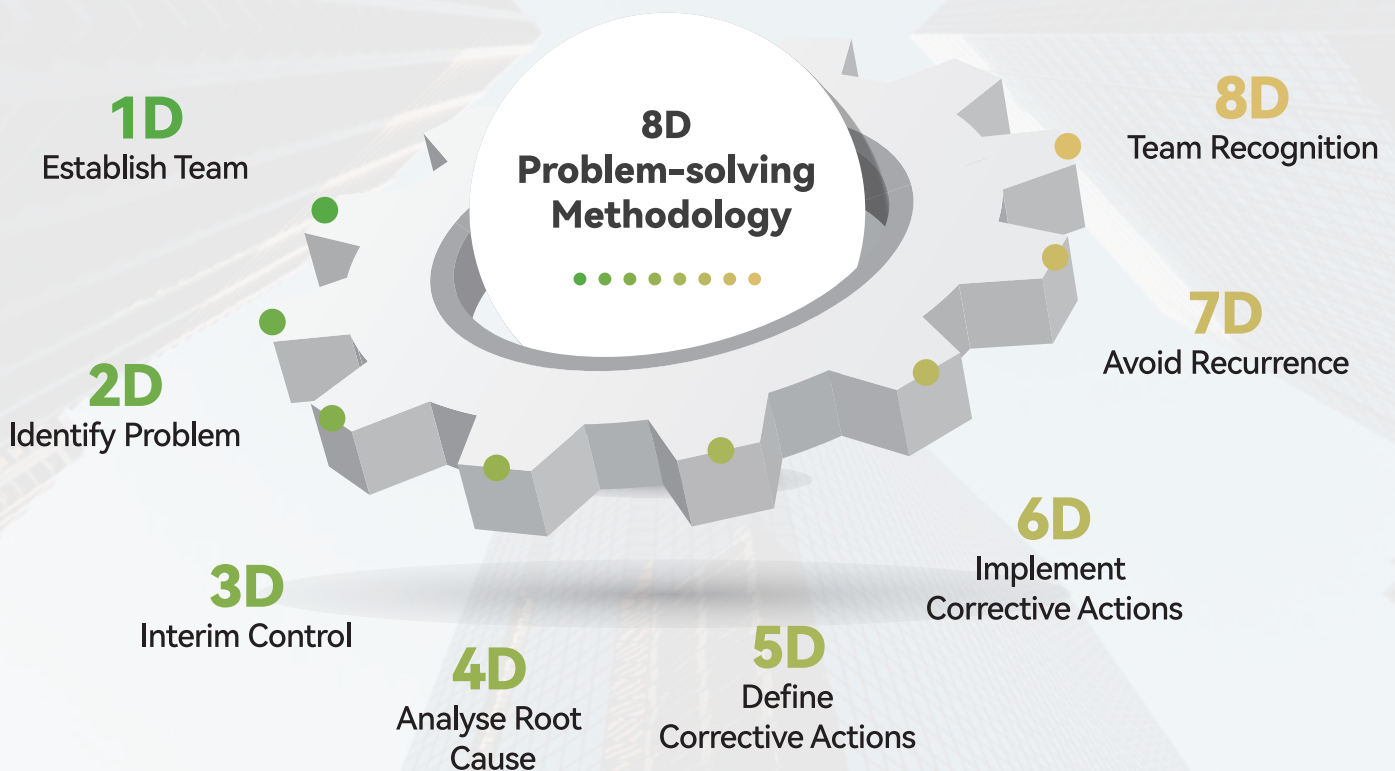 8D
Problem-solving
Methodology
1D
Establish Team
2D
Identify Problem
3D
Interim Control
4D
Analyse Root
Cause
5D
Define
Corrective Actions
6D
Implement
Corrective Actions
7D
Avoid Recurrence
8D
Team Recognition